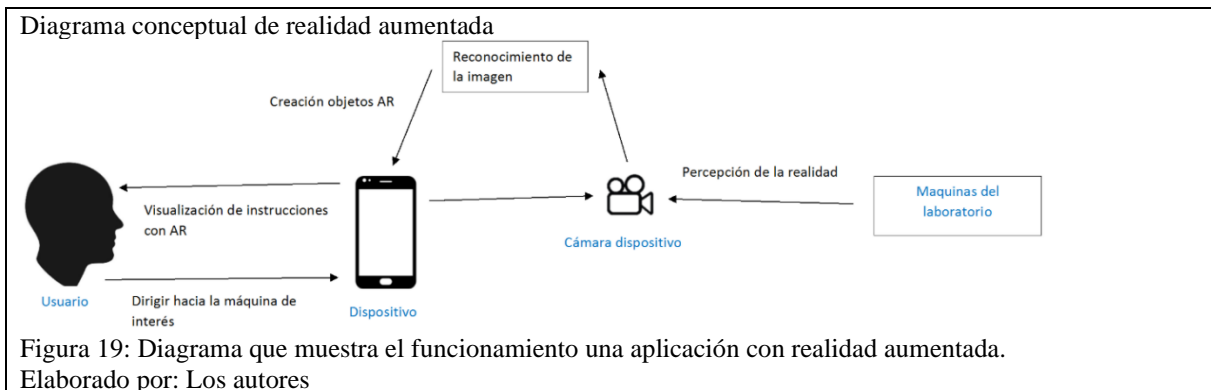 Diagrama conceptual de realidad aumentada
Reconocimiento de
la imagen
Creación objetos AR
Percepción de la realidad
Maquinas del
laboratorio
Visualización de instrucciones
con AR
Cámara dispositivo
Usuario
Dirigir hacia la máquina de
interés
Dispositivo
Figura 19: Diagrama que muestra el funcionamiento una aplicación con realidad aumentada.
Elaborado por: Los autores